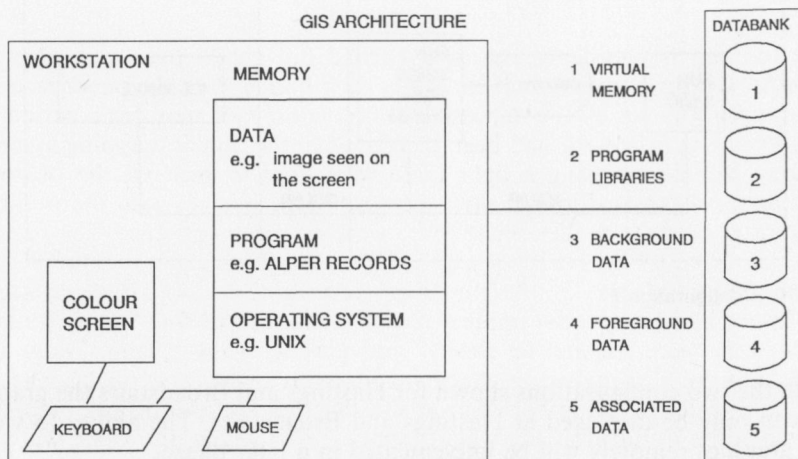 GIS ARCHITECTURE
WORKSTATION
MEMORY
DATA
e.g. image seen on
the screen
PROGRAM
e.g. ALPER RECORDS
OPERATING SYSTEM
e.g. UNIX
COLOUR
SCREEN
KEYBOARD
MOUSE
1 VIRTUAL
MEMORY
2 PROGRAM
LIBRARIES
3 BACKGROUND
DATA
4 FOREGROUND
DATA
5 ASSOCIATED
DATA
DATABANK
1
2
3
4
5